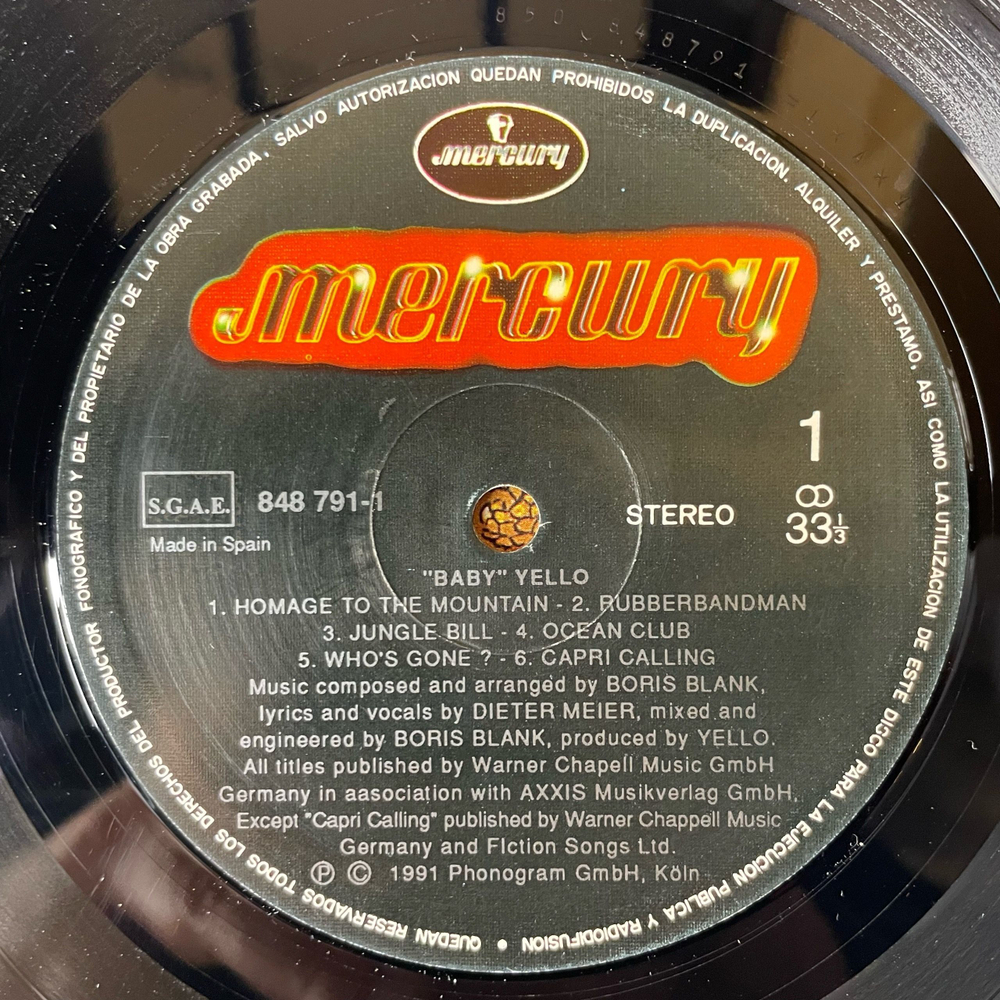 850 848791
QUEDAN RESERVADOS TODOS LOS DERECHOS DEL PRODUCTOR FONOGRAFICO Y DEL PROPIETARIO DE LA OBRA GRABADA, SALVO AUTORIZACION QUEDAN PROHIBIDOS LA DUPLICACION, ALQUILER Y PRESTAMO, ASI COMO LA UTILIZACION DE ESTE DISCO PARA LA EJECUCION PUBLICA Y RADIODIFUSION •
mercury
mercury
1
S.G.A.E. 848 791-1
STEREO
33⅓
Made in Spain
"BABY" YELLO
1. HOMAGE TO THE MOUNTAIN - 2. RUBBERBANDMAN
3. JUNGLE BILL - 4. OCEAN CLUB
5. WHO'S GONE ? - 6. CAPRI CALLING
Music composed and arranged by BORIS BLANK,
lyrics and vocals by DIETER MEIER, mixed and
engineered by BORIS BLANK, produced by YELLO.
All titles published by Warner Chapell Music GmbH
Germany in aasociation with AXXIS Musikverlag GmbH,
Except "Capri Calling" published by Warner Chappell Music
Germany and FIction Songs Ltd.
Ⓟ © 1991 Phonogram GmbH, Köln